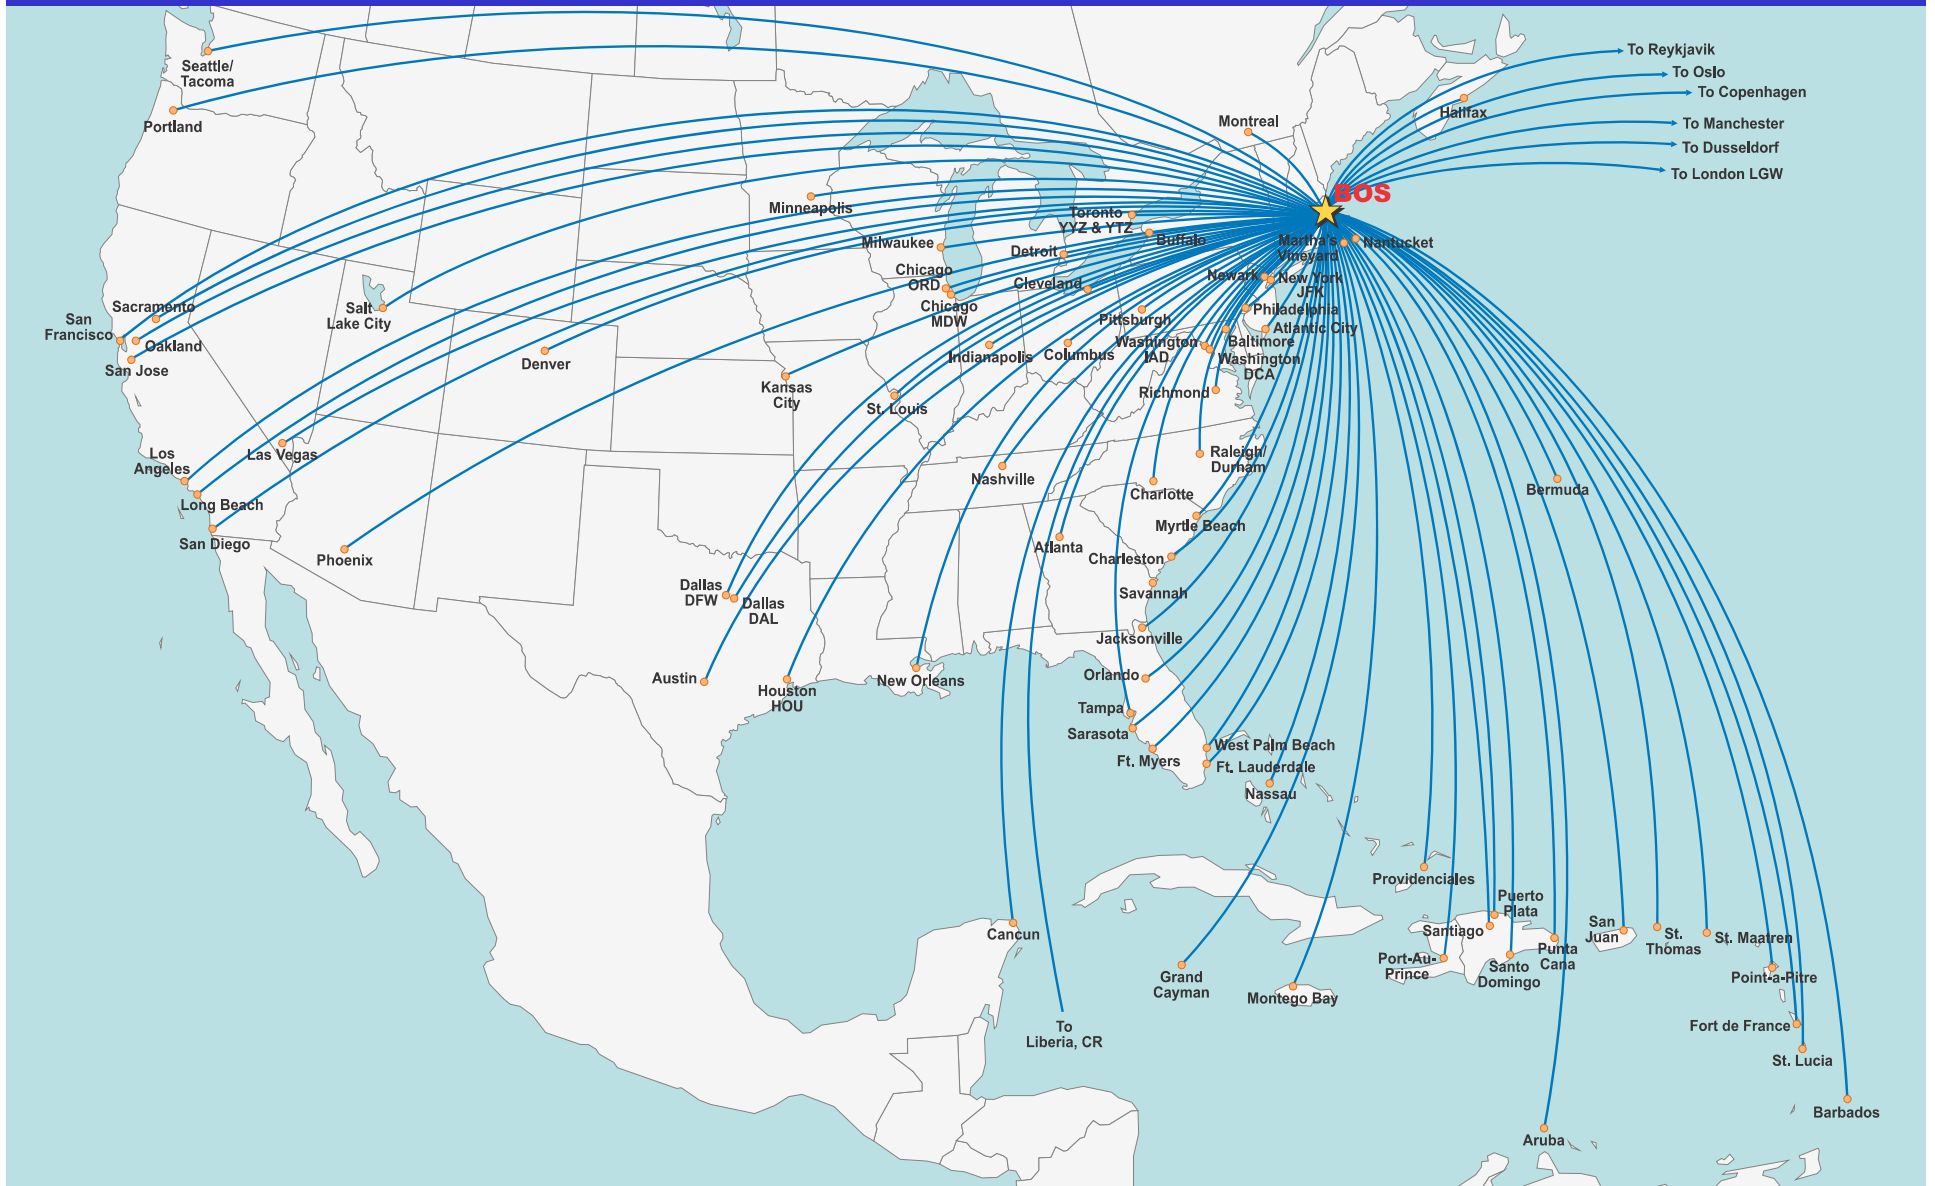 To Reykjavik
To Oslo
To Copenhagen
To Manchester
To Dusseldorf
To London LGW
Seattle/
Tacoma
Portland
Halifax
Montreal
BOS
Minneapolis
Toronto
YYZ & YTZ
Buffalo
Martha's
Vineyard
Nantucket
Milwaukee
Detroit
Chicago
ORD
Cleveland
Newark
New York
JFK
Chicago
MDW
Pittsburgh
Philadelphia
Atlantic City
Sacramento
San
Francisco
Oakland
San Jose
Salt
Lake City
Denver
Indianapolis
Columbus
Washington
IAD
Baltimore
Washington
DCA
Kansas
City
St. Louis
Richmond
Los
Angeles
Las Vegas
Long Beach
San Diego
Phoenix
Nashville
Raleigh/
Durham
Charlotte
Bermuda
Myrtle Beach
Atlanta
Charleston
Savannah
Dallas
DFW
Dallas
DAL
Jacksonville
Austin
Houston
HOU
New Orleans
Orlando
Tampa
Sarasota
Ft. Myers
West Palm Beach
Ft. Lauderdale
Nassau
Providenciales
Puerto
Plata
Santiago
Port-Au-
Prince
Santo
Domingo
Punta
Cana
San
Juan
St.
Thomas
St. Maatren
Point-a-Pitre
Cancun
Grand
Cayman
Montego Bay
To
Liberia, CR
Fort de France
St. Lucia
Barbados
Aruba